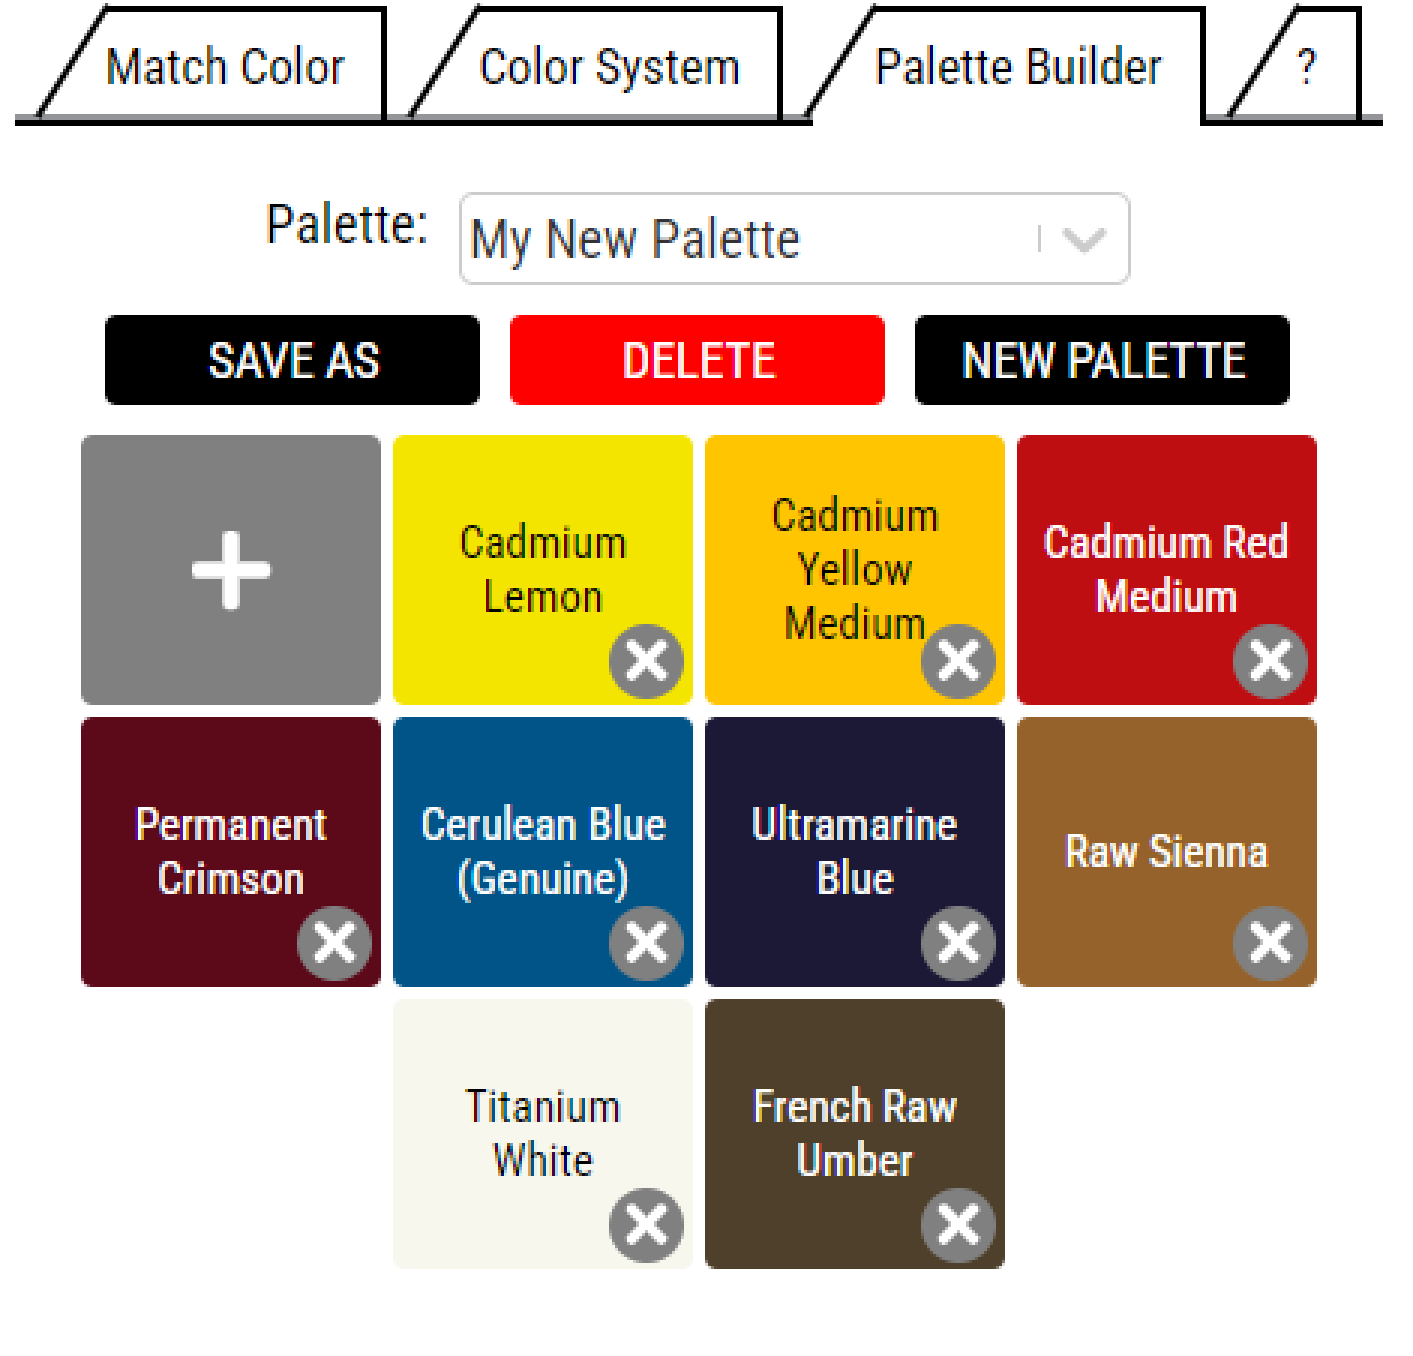 Match Color
Color System
Palette Builder
?
Palette:
My New Palette
SAVE AS
DELETE
NEW PALETTE
Cadmium
Lemon
Cadmium
Yellow
Medium
Cadmium Red
Medium
Permanent
Crimson
Cerulean Blue
(Genuine)
Ultramarine
Blue
Raw Sienna
Titanium
White
French Raw
Umber